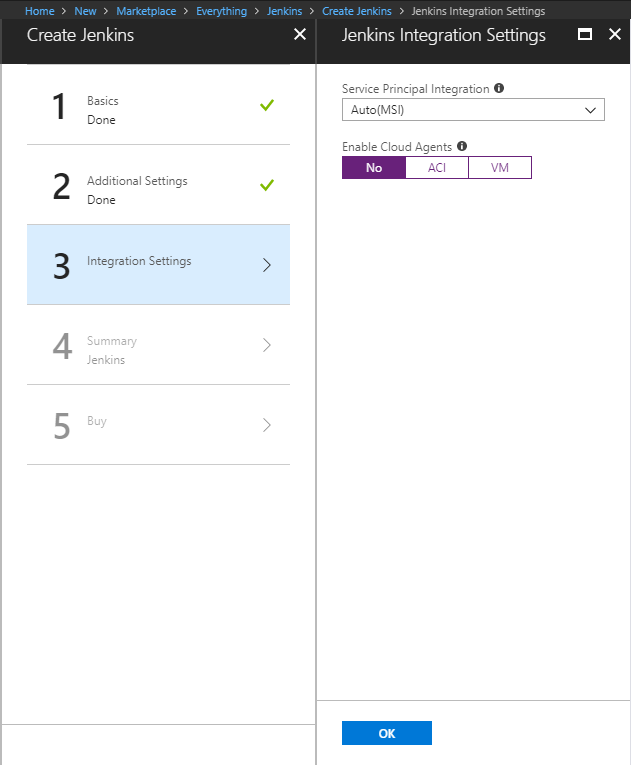 Home > New > Marketplace > Everything > Jenkins > Create Jenkins > Jenkins Integration Settings
Create Jenkins
1
Basics
Done
2
Additional Settings
Done
3
Integration Settings
4
Summary
Jenkins
5
Buy
Jenkins Integration Settings
Service Principal Integration
Auto(MSI)
Enable Cloud Agents
No ACI VM
OK